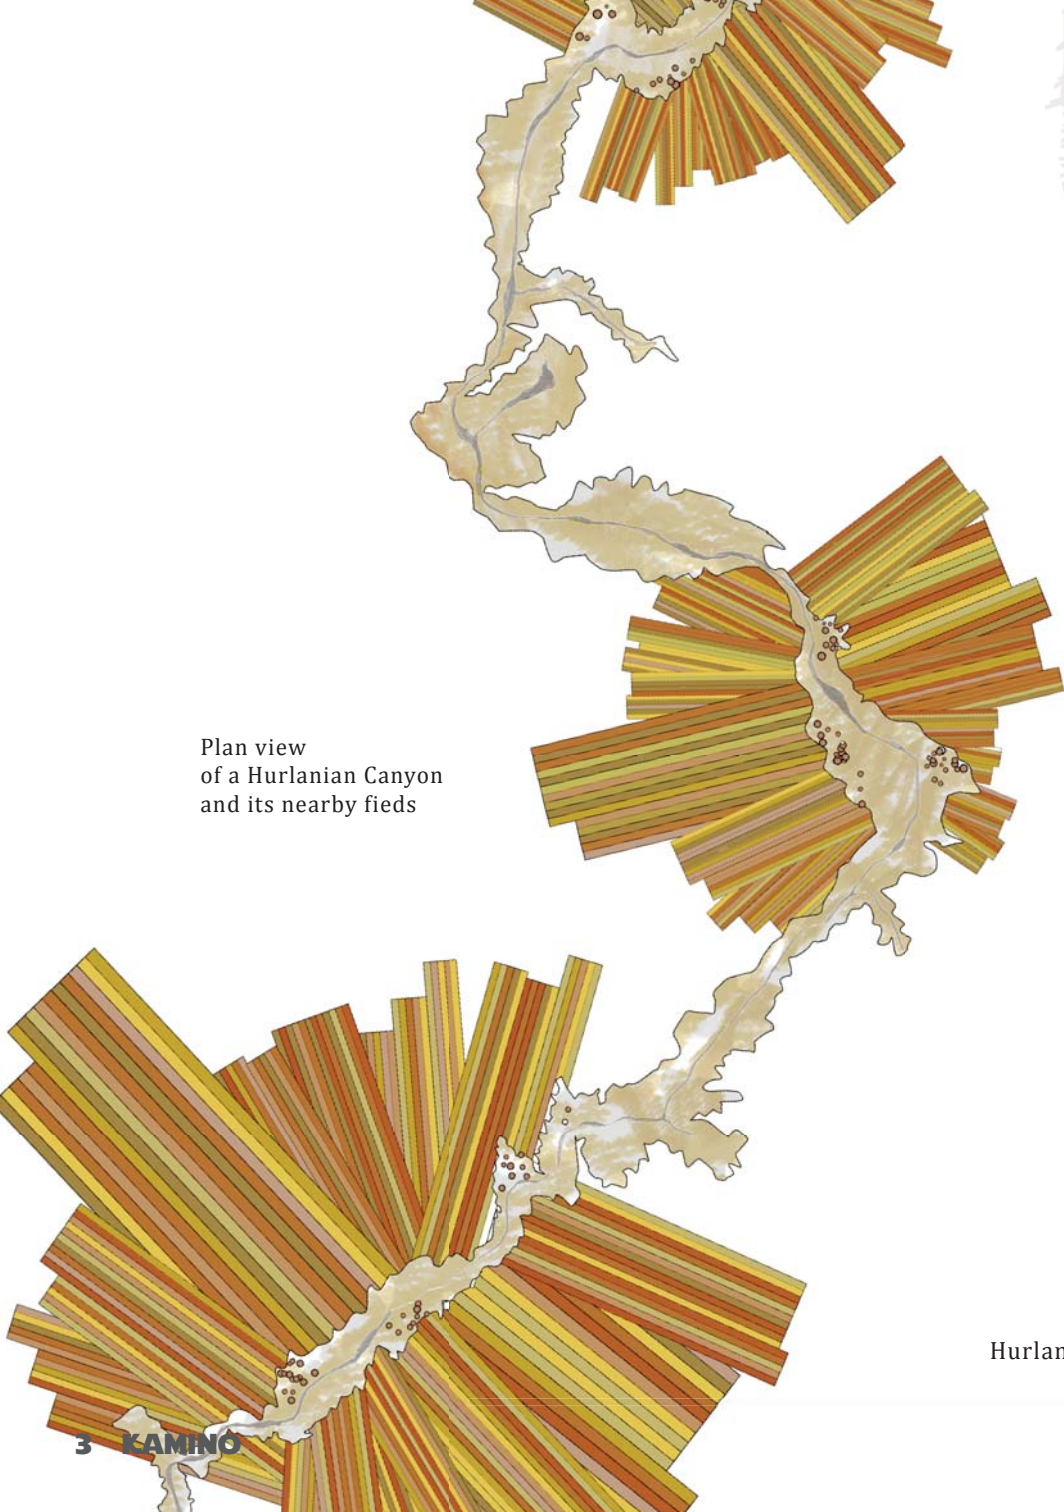 Plan view
of a Hurlanian Canyon
and its nearby fieds
Hurlan
3 KAMINO